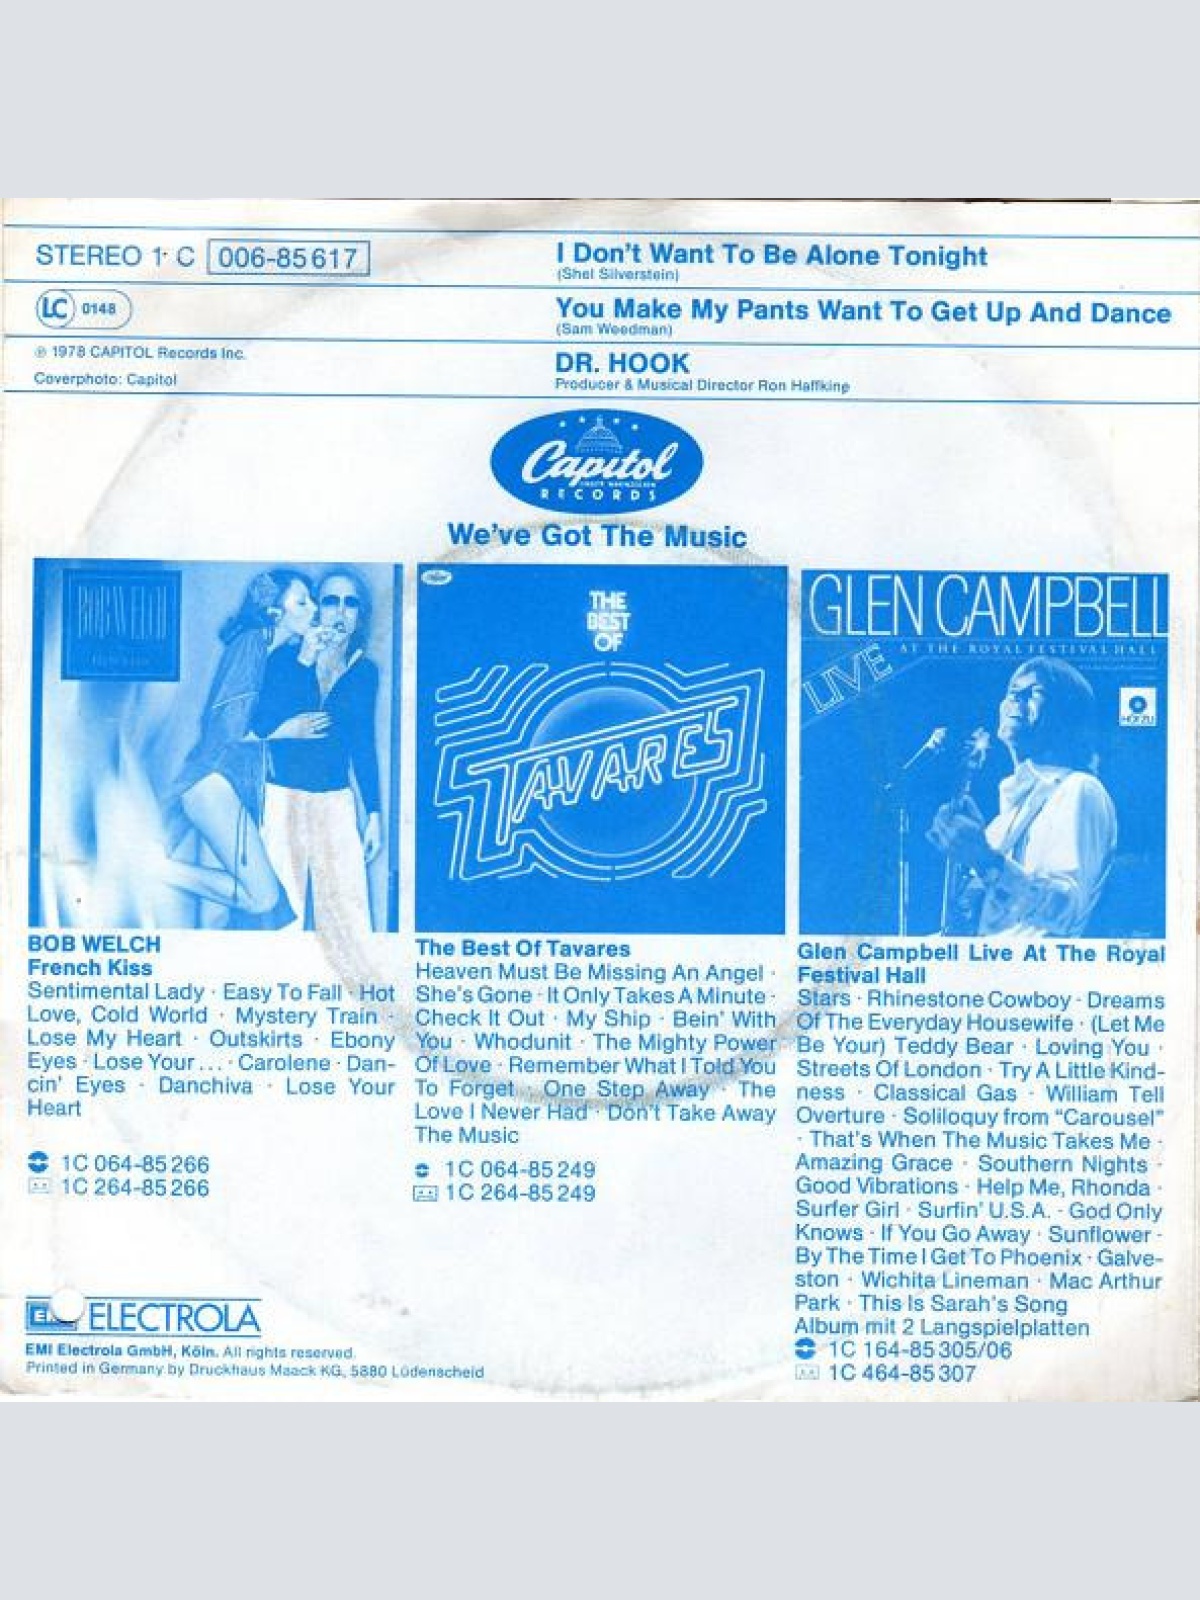 STEREO 1· C 006-85 617
LC 0148
℗ 1978 CAPITOL Records Inc.
Coverphoto: Capitol
I Don't Want To Be Alone Tonight
(Shel Silverstein)
You Make My Pants Want To Get Up And Dance
(Sam Weedman)
DR. HOOK
Producer & Musical Director Ron Haffkine
Capitol
RECORDS
We've Got The Music
BOB WELCH
THE
BEST
OF
TAVARES
GLEN CAMPBELL
AT THE ROYAL FESTIVAL HALL
LIVE
HÖRZU
BOB WELCH
French Kiss
Sentimental Lady · Easy To Fall · Hot
Love, Cold World · Mystery Train ·
Lose My Heart · Outskirts · Ebony
Eyes · Lose Your ... · Carolene · Dan-
cin' Eyes · Danchiva · Lose Your
Heart
1C 064-85 266
1C 264-85 266
The Best Of Tavares
Heaven Must Be Missing An Angel ·
She's Gone · It Only Takes A Minute ·
Check It Out · My Ship · Bein' With
You · Whodunit · The Mighty Power
Of Love · Remember What I Told You
To Forget · One Step Away · The
Love I Never Had · Don't Take Away
The Music
1C 064-85 249
1C 264-85 249
Glen Campbell Live At The Royal
Festival Hall
Stars · Rhinestone Cowboy · Dreams
Of The Everyday Housewife · (Let Me
Be Your) Teddy Bear · Loving You ·
Streets Of London · Try A Little Kind-
ness · Classical Gas · William Tell
Overture · Soliloquy from “Carousel”
· That's When The Music Takes Me ·
Amazing Grace · Southern Nights ·
Good Vibrations · Help Me, Rhonda ·
Surfer Girl · Surfin' U.S.A. · God Only
Knows · If You Go Away · Sunflower ·
By The Time I Get To Phoenix · Galve-
ston · Wichita Lineman · Mac Arthur
Park · This Is Sarah's Song
Album mit 2 Langspielplatten
1C 164-85 305/06
1C 464-85 307
ELECTROLA
EMI Electrola GmbH, Köln. All rights reserved.
Printed in Germany by Druckhaus Maack KG, 5880 Lüdenscheid